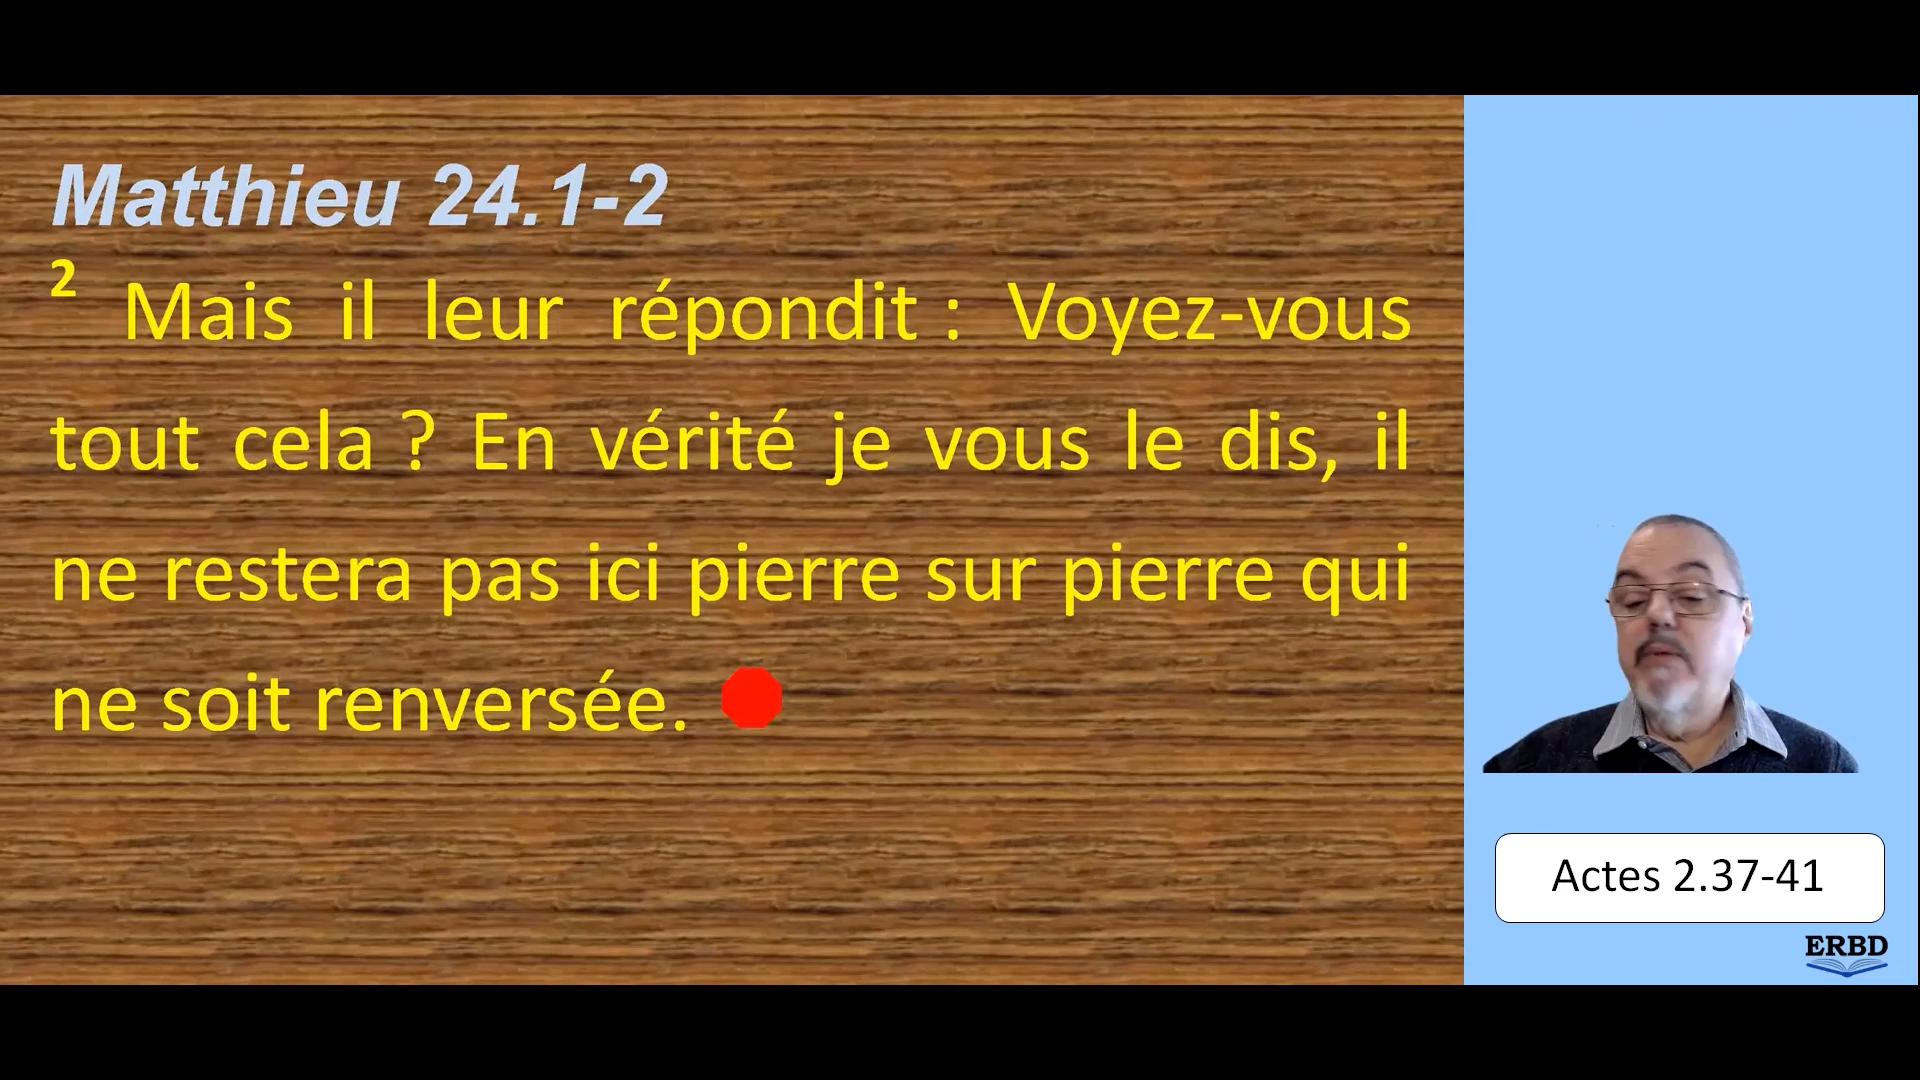 Matthieu 24.1-2
2 Mais il leur répondit : Voyez-vous
tout cela ? En vérité je vous le dis, il
ne restera pas ici pierre sur pierre qui
ne soit renversée.
Actes 2.37-41
ERBD